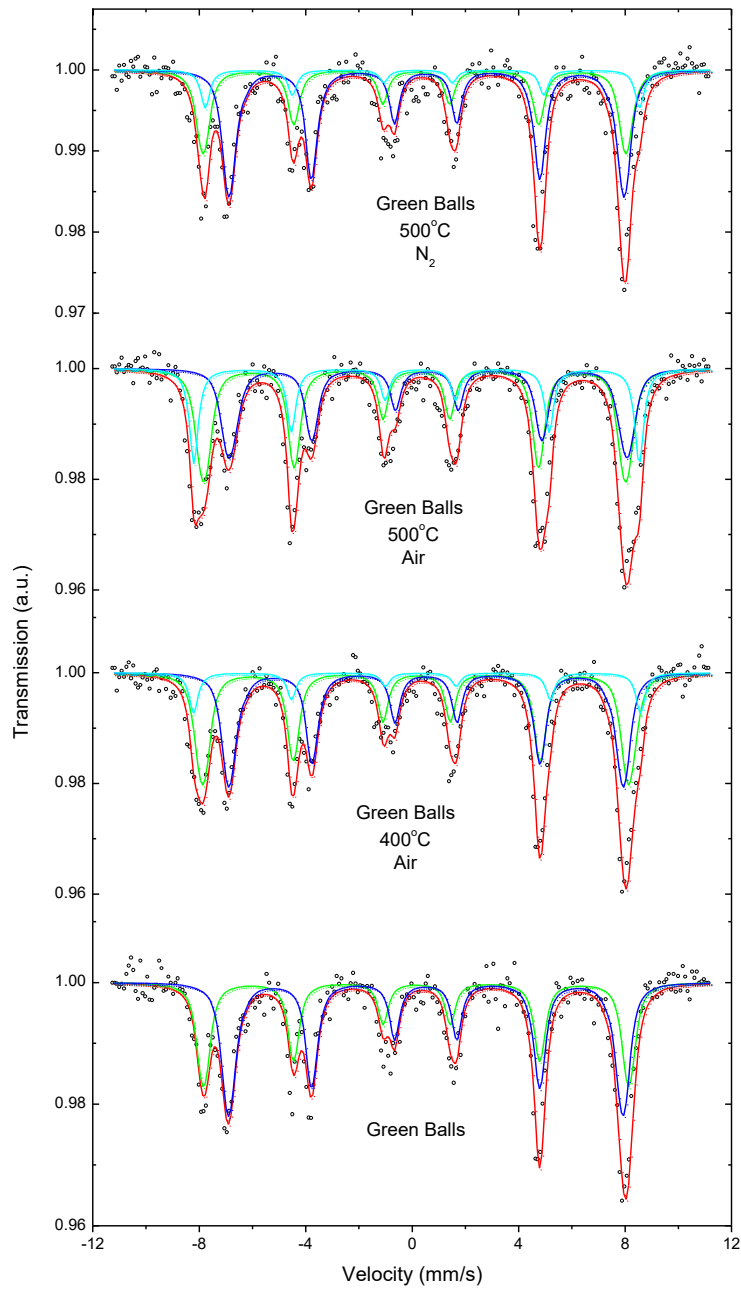 1.00
0.99
0.98
0.97
Green Balls
500°C
N₂
1.00
0.98
0.96
Green Balls
500°C
Air
1.00
0.98
0.96
Green Balls
400°C
Air
1.00
0.98
0.96
Green Balls
Transmission (a.u.)
-12 -8 -4 0 4 8 12
Velocity (mm/s)